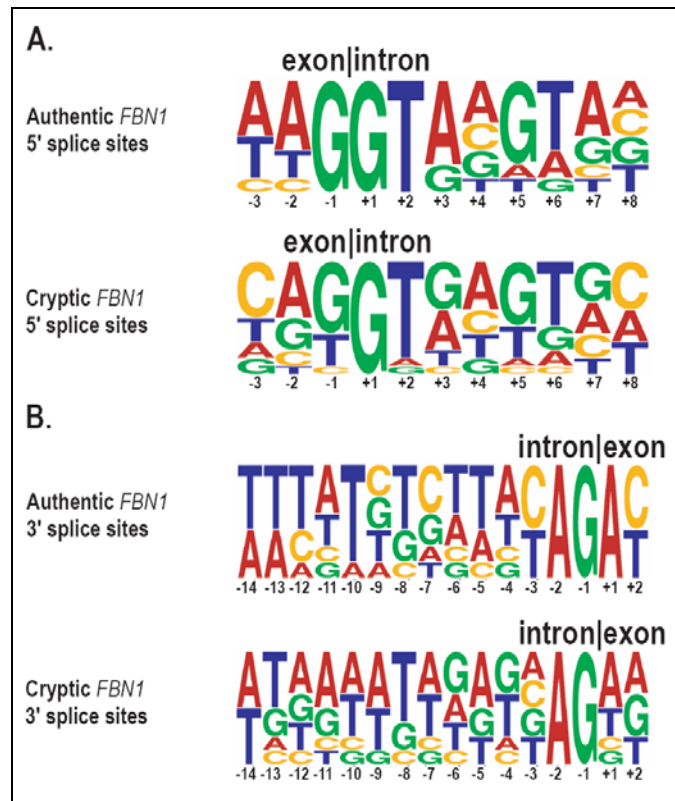 A.
exon|intron
Authentic FBN1
5' splice sites
AAGGTAAGTAA
-3 -2 -1 +1 +2 +3 +4 +5 +6 +7 +8
exon|intron
Cryptic FBN1
5' splice sites
CAGGTGAGTGC
-3 -2 -1 +1 +2 +3 +4 +5 +6 +7 +8
B.
intron|exon
Authentic FBN1
3' splice sites
TTTATCTCTTACAGAC
-14 -13 -12 -11 -10 -9 -8 -7 -6 -5 -4 -3 -2 -1 +1 +2
intron|exon
Cryptic FBN1
3' splice sites
ATAAAATAGAGAAGAA
-14 -13 -12 -11 -10 -9 -8 -7 -6 -5 -4 -3 -2 -1 +1 +2